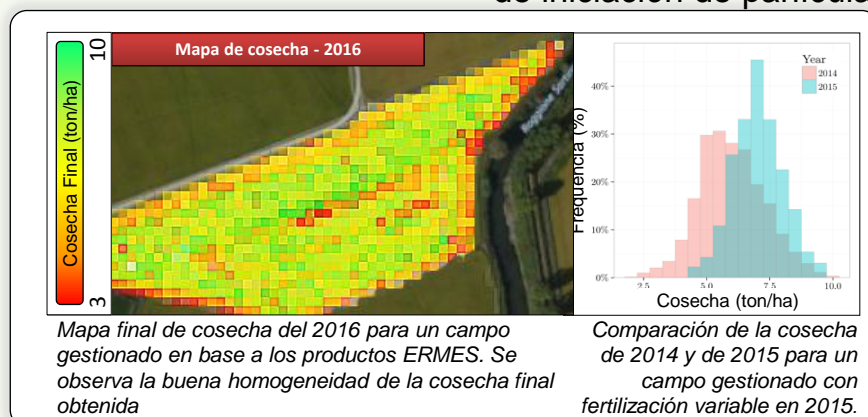 de iniciación de panícula
Mapa de cosecha - 2016
10
Cosecha Final (ton/ha)
3
Mapa final de cosecha del 2016 para un campo
gestionado en base a los productos ERMES. Se
observa la buena homogeneidad de la cosecha final
obtenida
Year
2014
2015
40%
30%
20%
10%
0%
Frequencia (%)
2.5
5.0
7.5
10.0
Cosecha (ton/ha)
Comparación de la cosecha
de 2014 y de 2015 para un
campo gestionado con
fertilización variable en 2015.